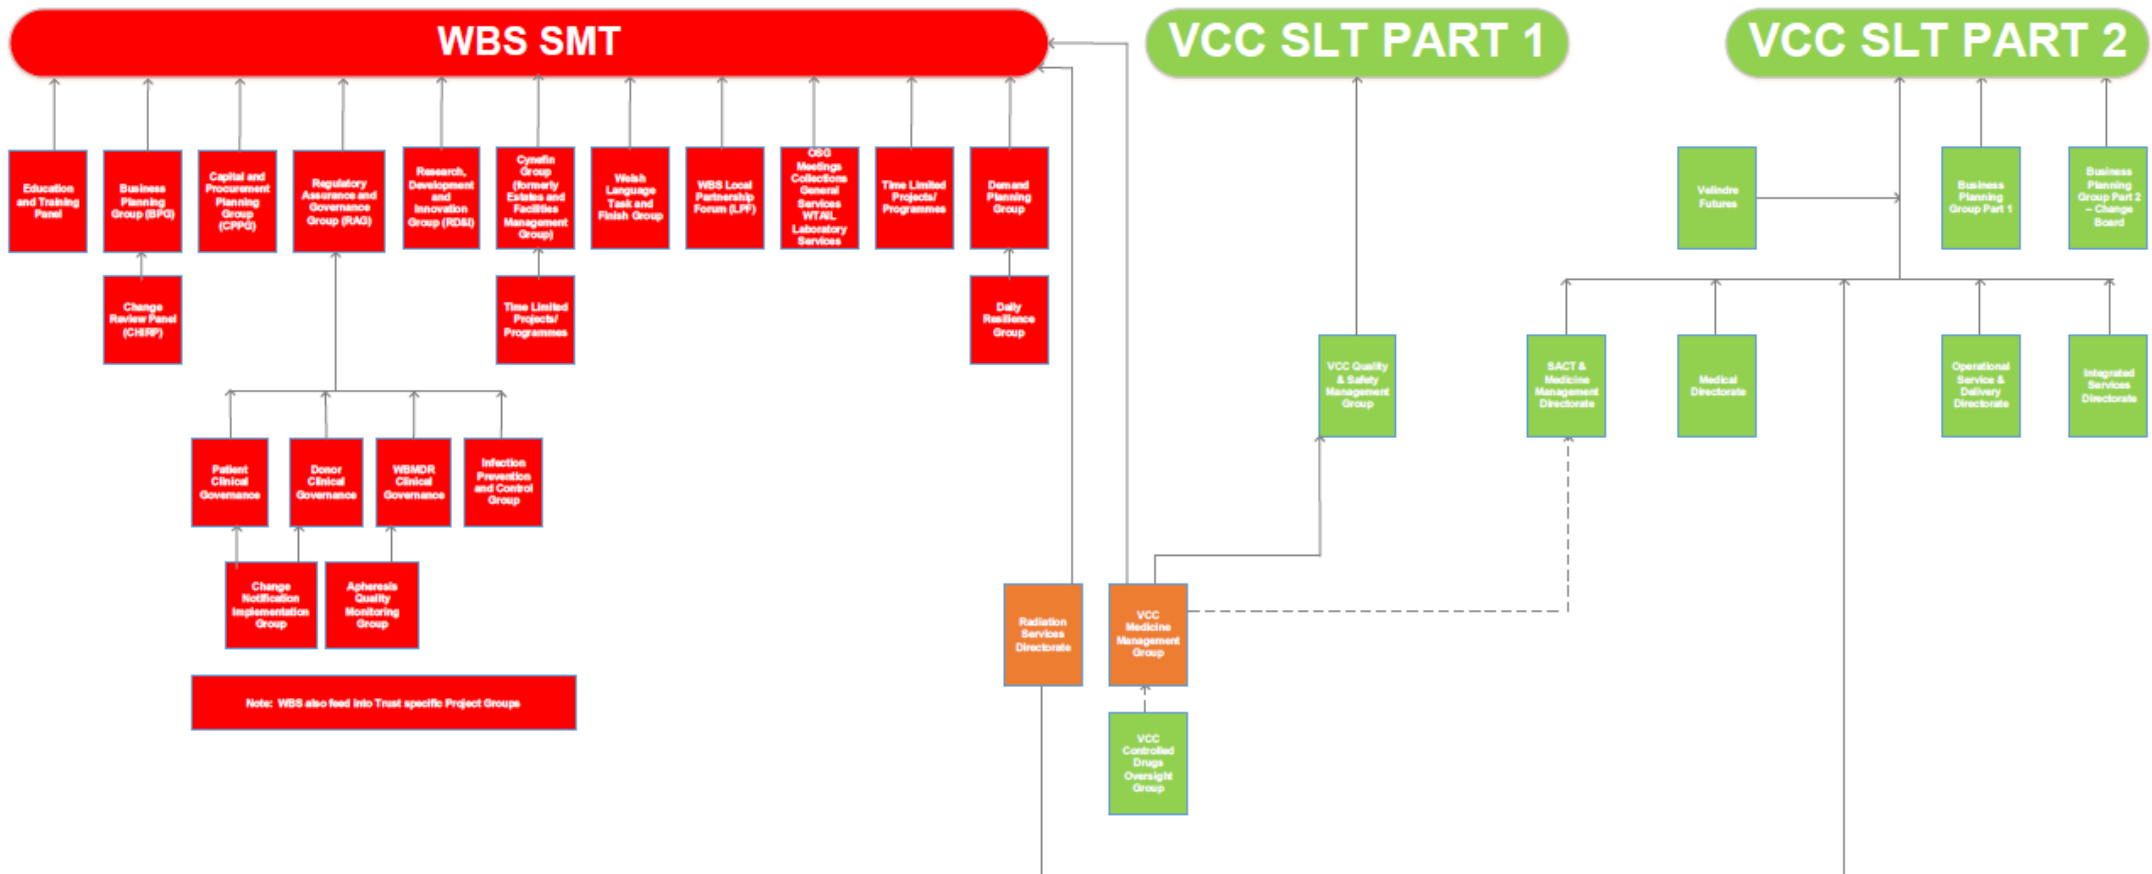 WBS SMT
VCC SLT PART 1
VCC SLT PART 2
Education
and Training
Panel
Business
Planning
Group (BPG)
Capital and
Procurement
Planning
Group
(CPPG)
Regulatory
Assurance and
Governance
Group (RAG)
Research,
Development
and
Innovation
Group (RD&I)
Cynefin
Group
(formerly
Estates and
Facilities
Management
Group)
Welsh
Language
Task and
Finish Group
WBS Local
Partnership
Forum (LPF)
OSG
Meetings
Collections
General
Services
WTAIL
Laboratory
Services
Time Limited
Projects/
Programmes
Demand
Planning
Group
Velindre
Futures
Business
Planning
Group Part 1
Business
Planning
Group Part 2
– Change
Board
Change
Review Panel
(CHIRP)
Time Limited
Projects/
Programmes
Daily
Resilience
Group
VCC Quality
& Safety
Management
Group
SACT &
Medicine
Management
Directorate
Medical
Directorate
Operational
Service &
Delivery
Directorate
Integrated
Services
Directorate
Patient
Clinical
Governance
Donor
Clinical
Governance
WBMDR
Clinical
Governance
Infection
Prevention
and Control
Group
Change
Notification
Implementation
Group
Apheresis
Quality
Monitoring
Group
Radiation
Services
Directorate
VCC
Medicine
Management
Group
Note: WBS also feed into Trust specific Project Groups
VCC
Controlled
Drugs
Oversight
Group